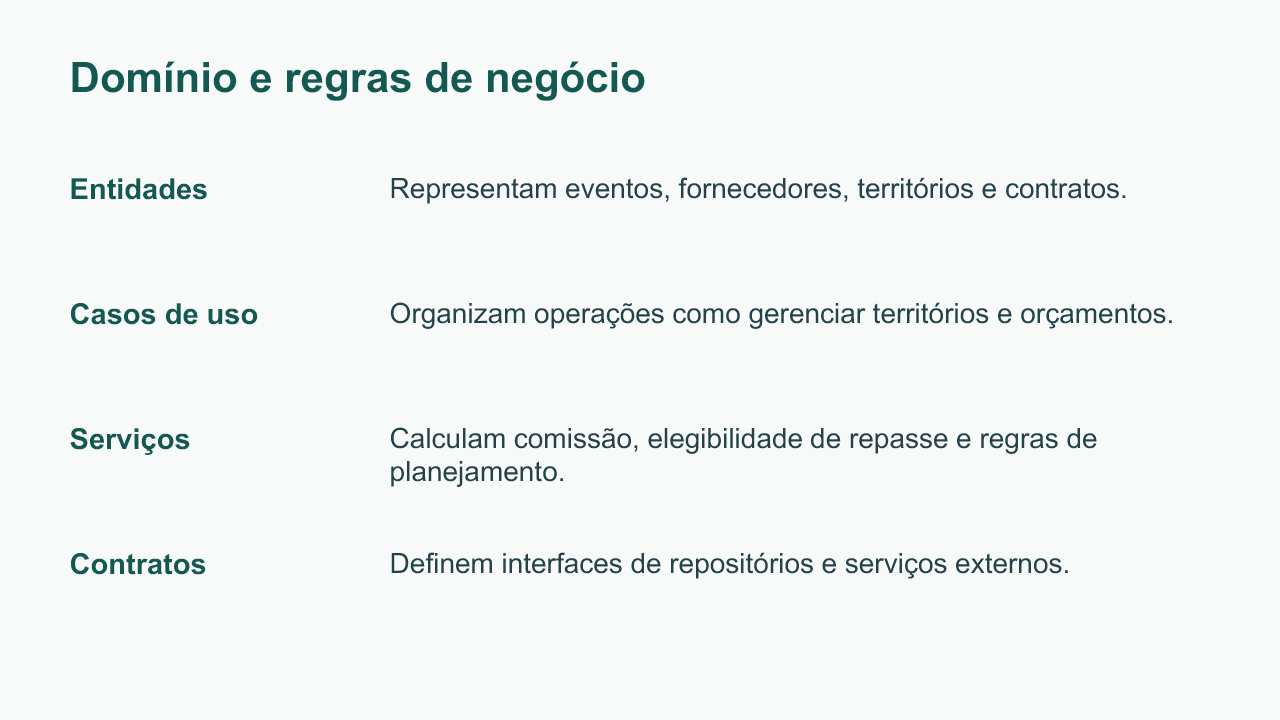 Domínio e regras de negócio
Entidades
Representam eventos, fornecedores, territórios e contratos.
Casos de uso
Organizam operações como gerenciar territórios e orçamentos.
Serviços
Calculam comissão, elegibilidade de repasse e regras de
planejamento.
Contratos
Definem interfaces de repositórios e serviços externos.